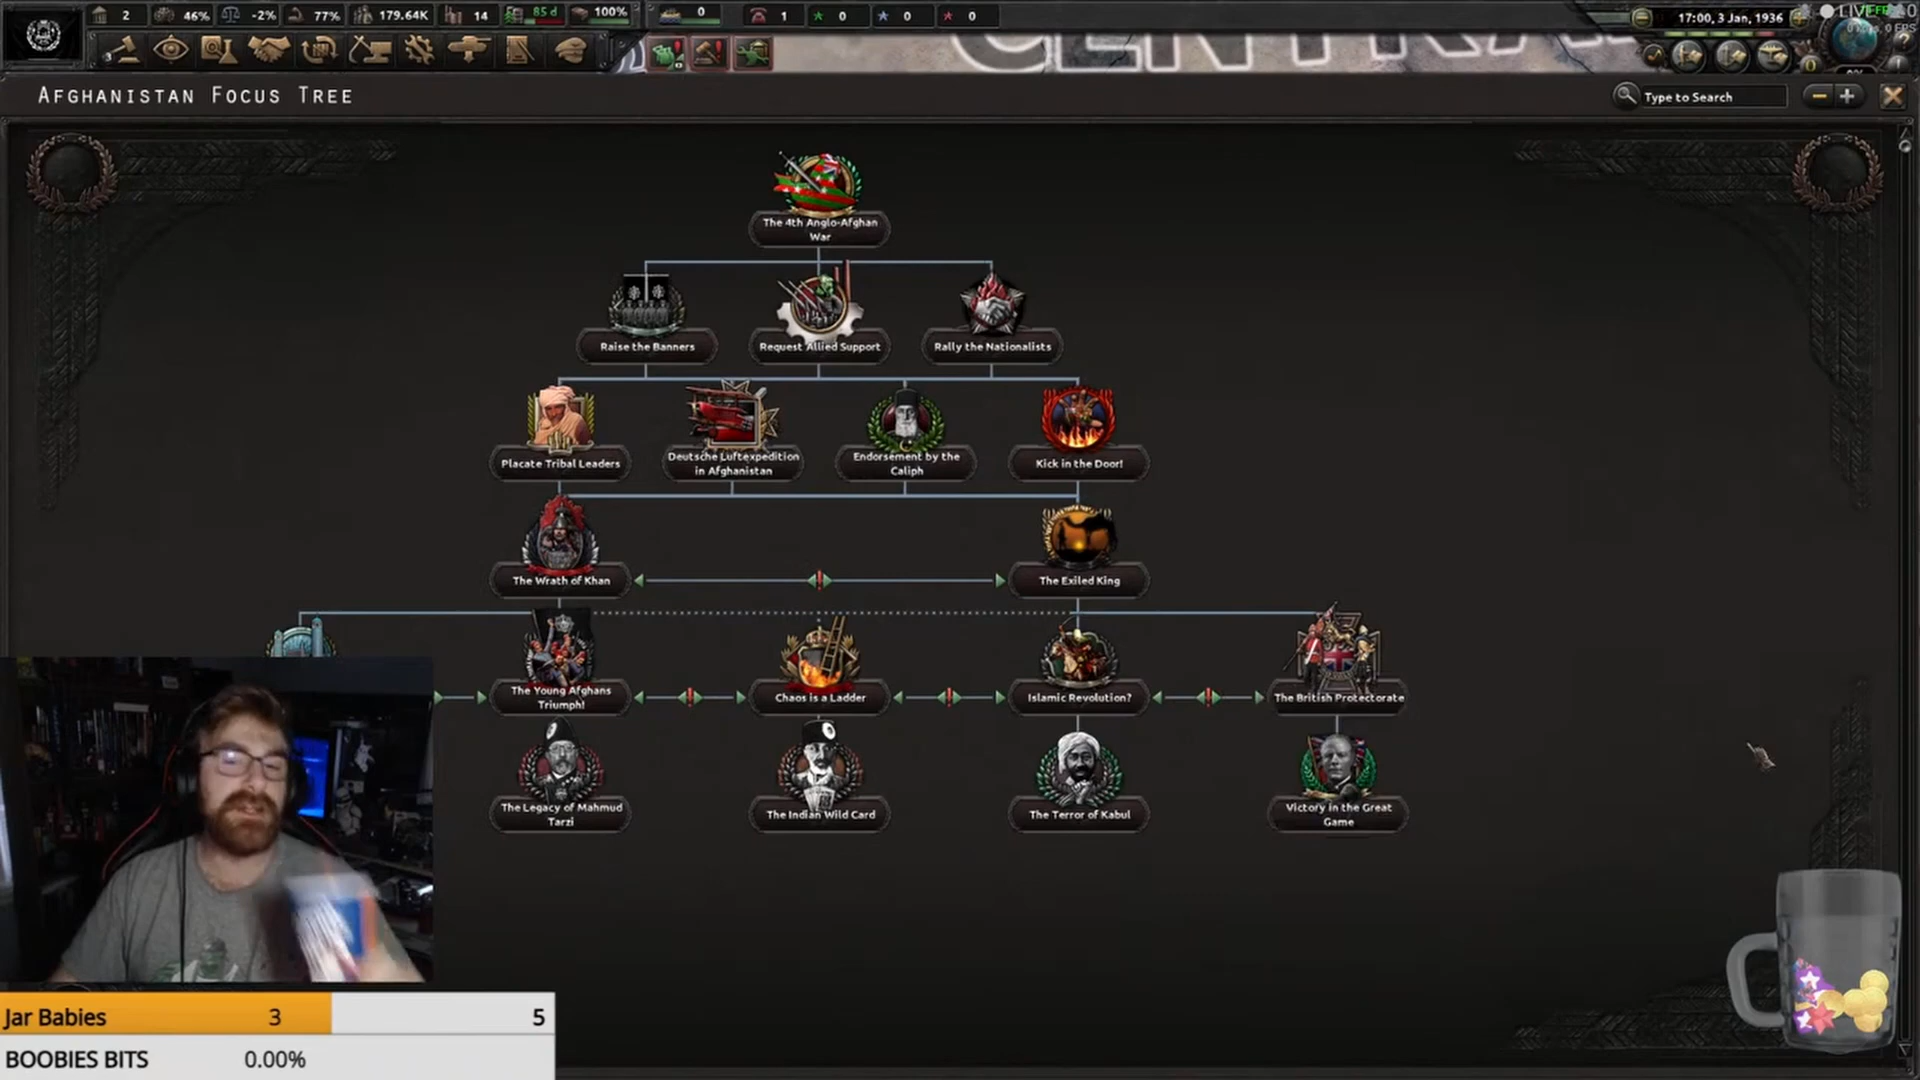 2
46%
-2%
77%
179.64K
14
85 d
100%
0
1
0
0
0
17:00, 3 Jan, 1936
LIVE
CENTRA
AFGHANISTAN FOCUS TREE
Type to Search
The 4th Anglo-Afghan
War
Raise the Banners
Request Allied Support
Rally the Nationalists
Placate Tribal Leaders
Deutsche Luftexpedition
in Afghanistan
Endorsement by the
Caliph
Kick in the Door!
The Wrath of Khan
The Exiled King
The Young Afghans
Triumph!
Chaos is a Ladder
Islamic Revolution?
The British Protectorate
The Legacy of Mahmud
Tarzi
The Indian Wild Card
The Terror of Kabul
Victory in the Great
Game
Jar Babies 3 5
BOOBIES BITS 0.00%